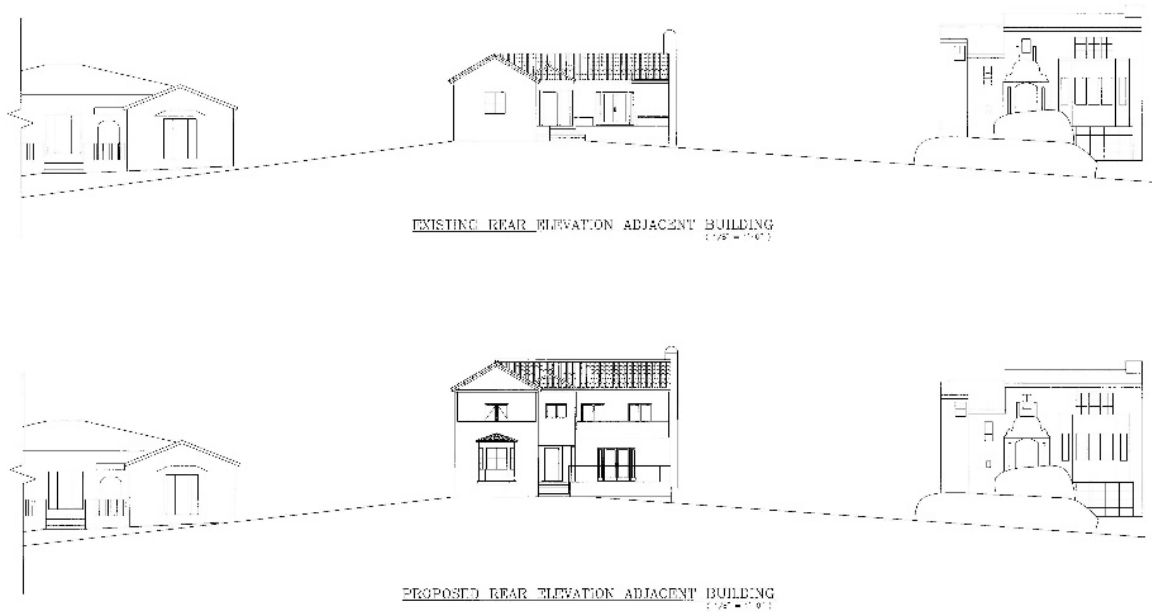 EXISTING REAR ELEVATION ADJACENT BUILDING
PROPOSED REAR ELEVATION ADJACENT BUILDING